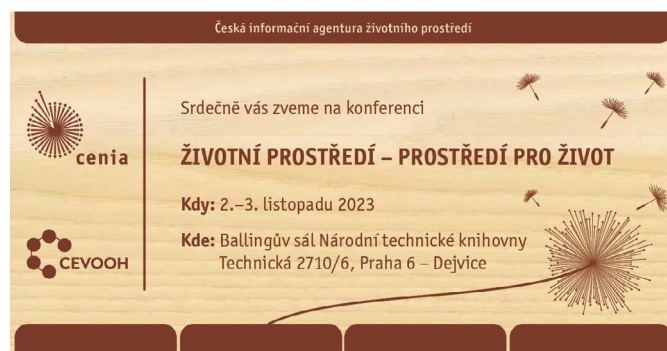 Česká informační agentura životního prostředí
cenia
CEVOOH
Srdečně vás zveme na konferenci
ŽIVOTNÍ PROSTŘEDÍ – PROSTŘEDÍ PRO ŽIVOT
Kdy: 2.–3. listopadu 2023
Kde: Ballingův sál Národní technické knihovny
Technická 2710/6, Praha 6 – Dejvice